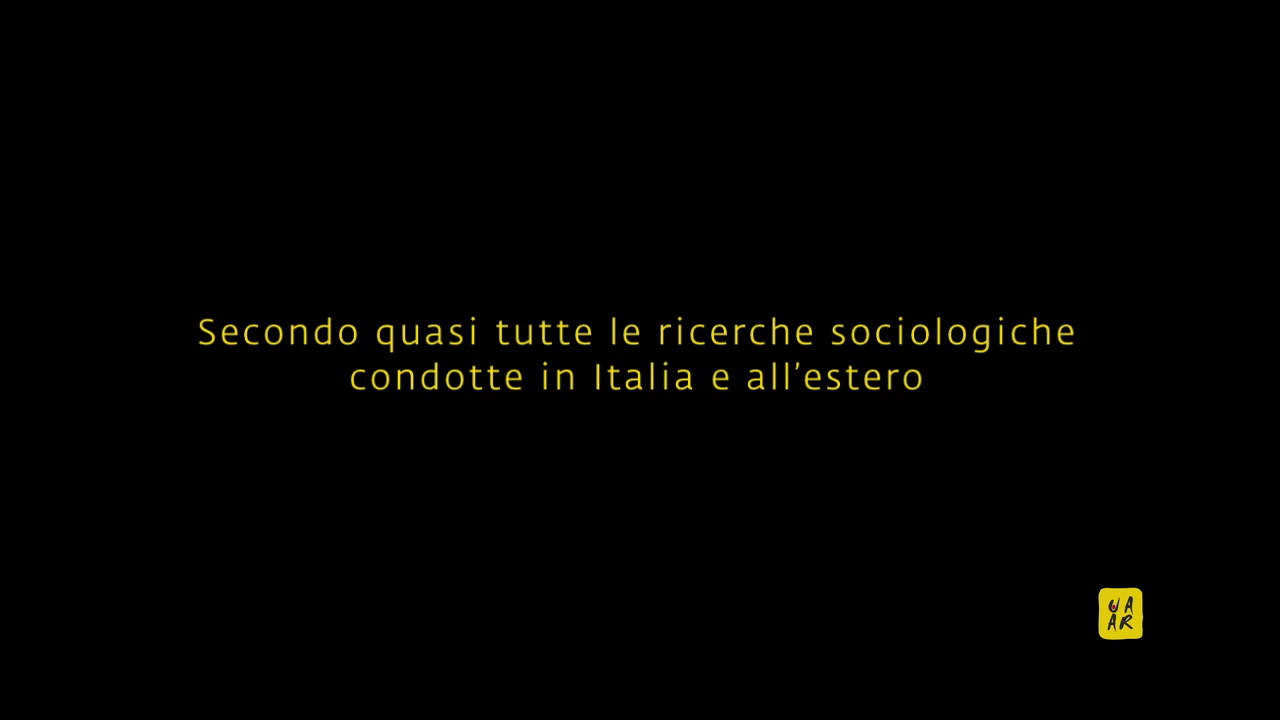 Secondo quasi tutte le ricerche sociologiche
condotte in Italia e all’estero
UA
AR